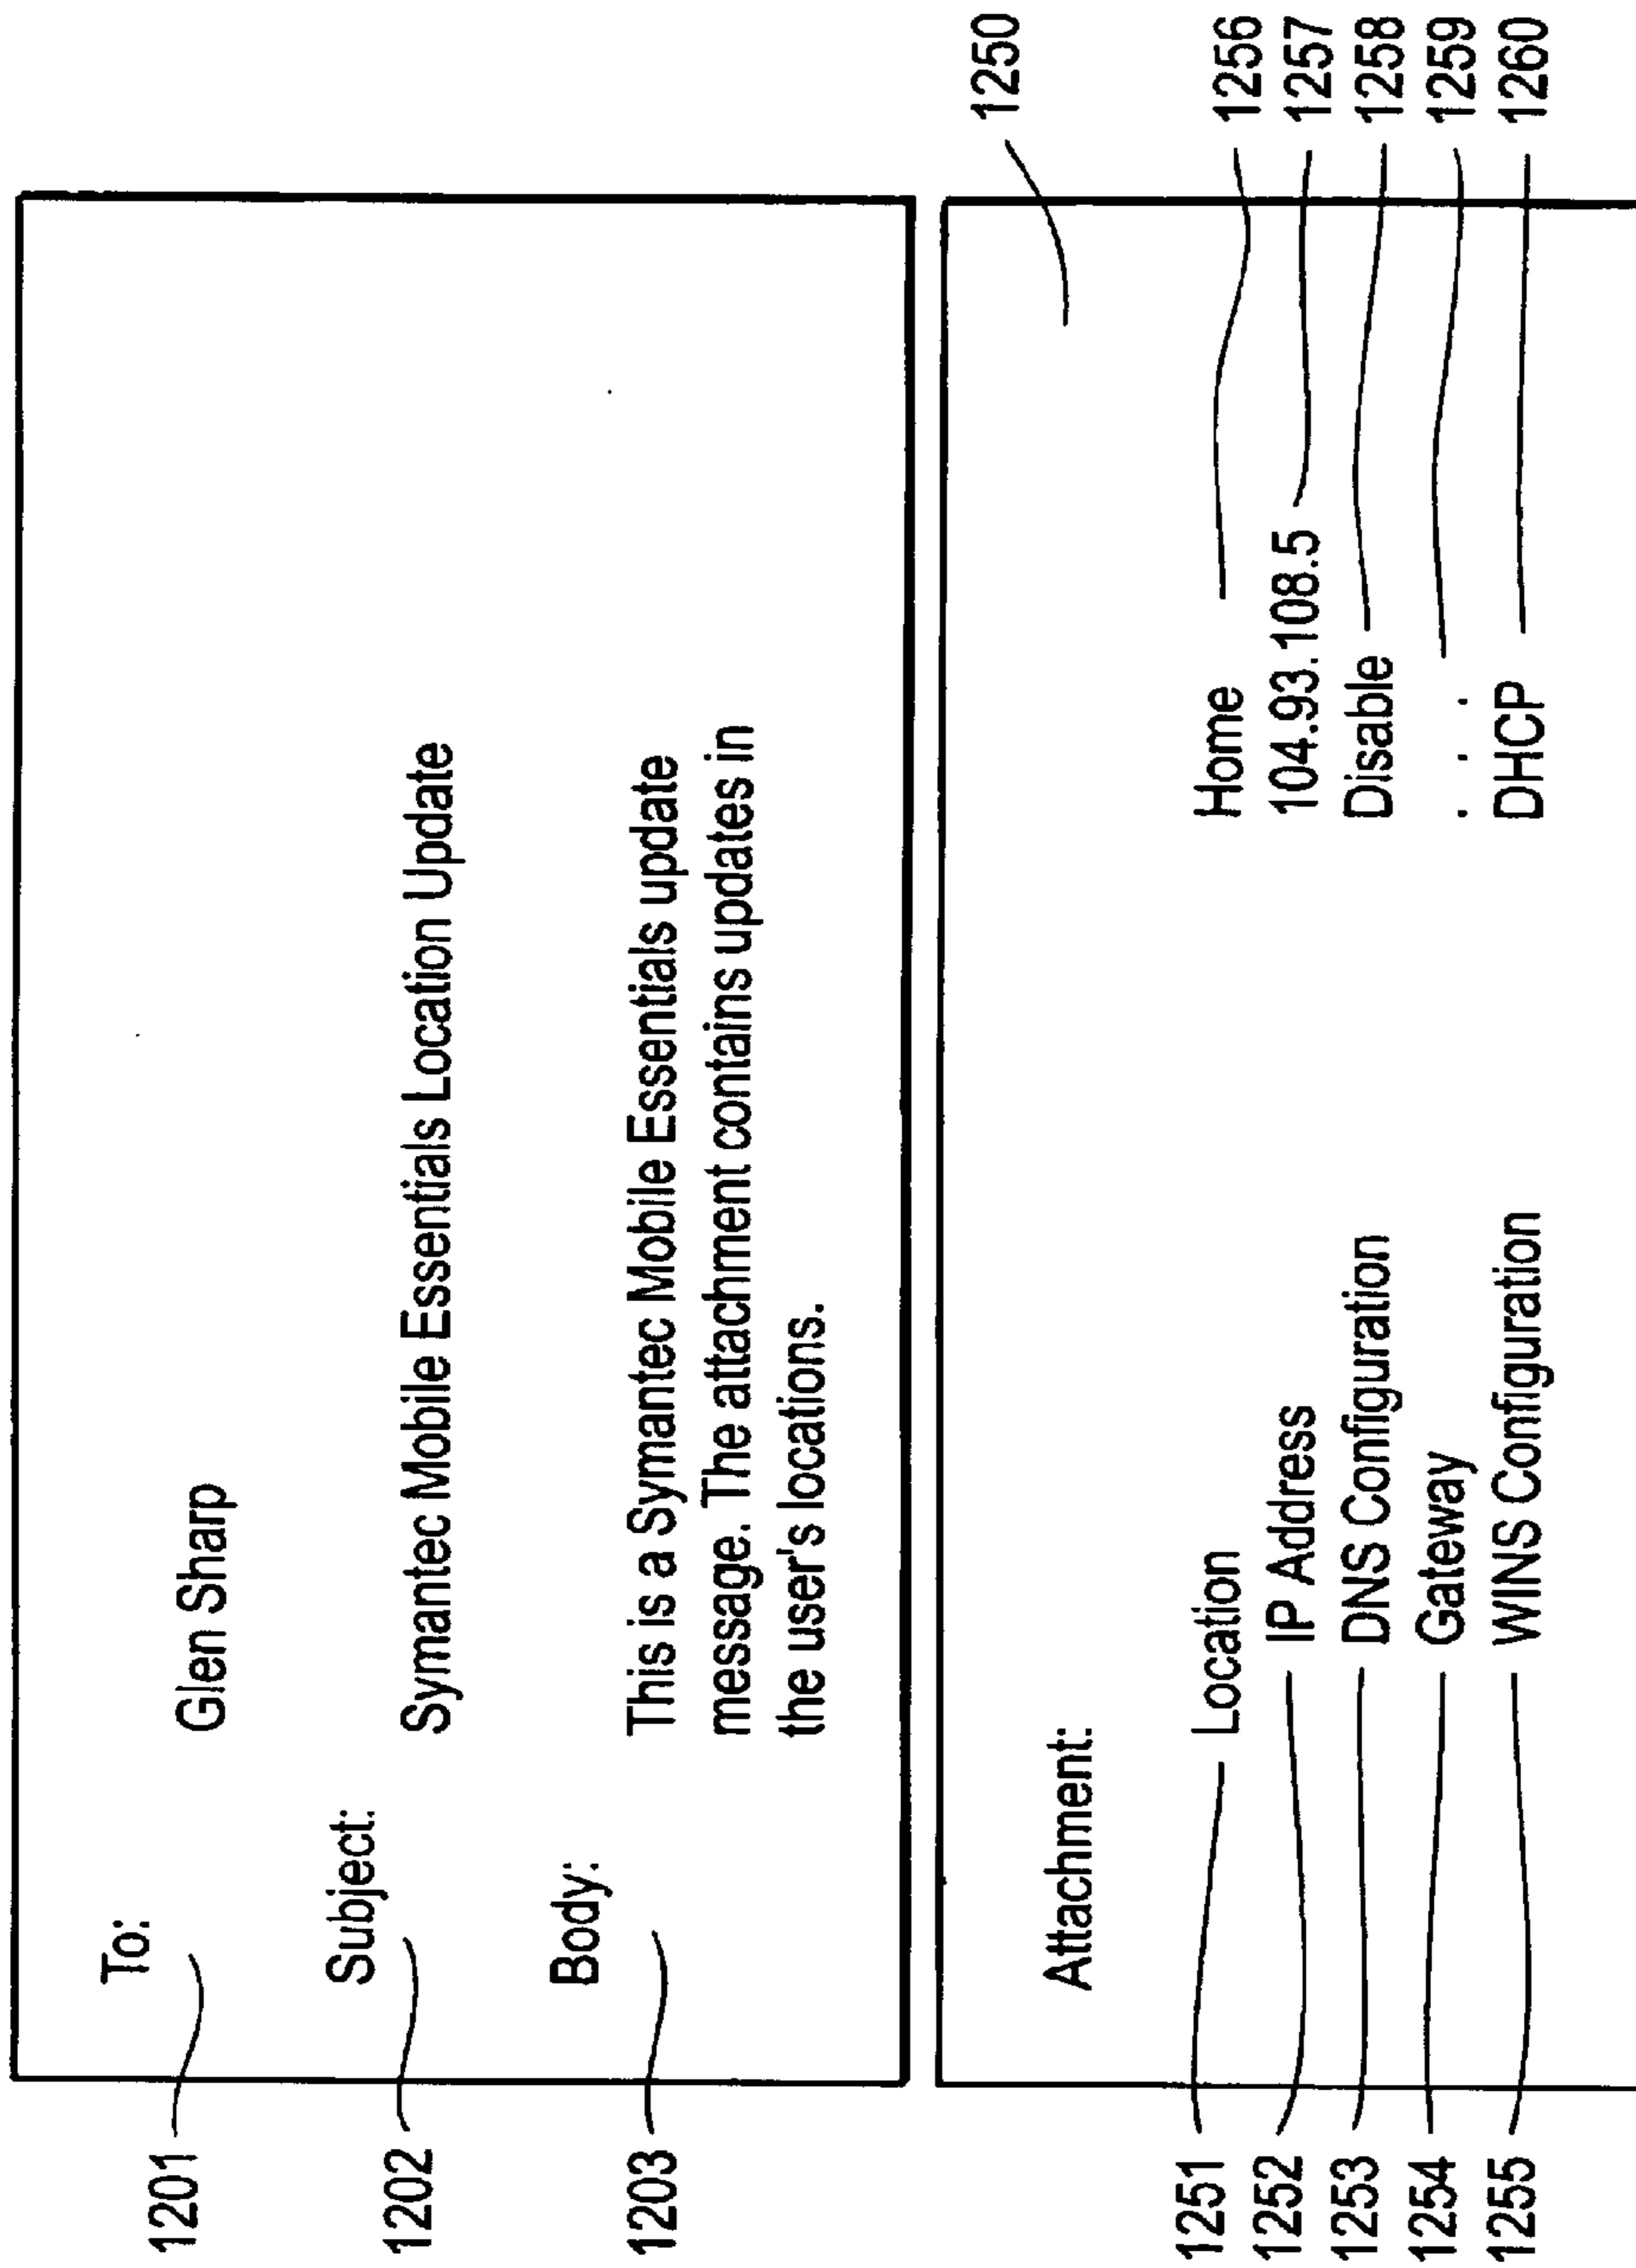 To:
1201
Glen Sharp
Subject:
1202
Symantec Mobile Essentials Location Update
Body:
1203
This is a Symantec Mobile Essentials update
message. The attachment contains updates in
the user's locations.
1250
Attachment:
1251 Location Home 1256
1252 IP Address 104.93.108.5 1257
1253 DNS Configuration Disable 1258
1254 Gateway . . . 1259
1255 WINS Configuration DHCP 1260